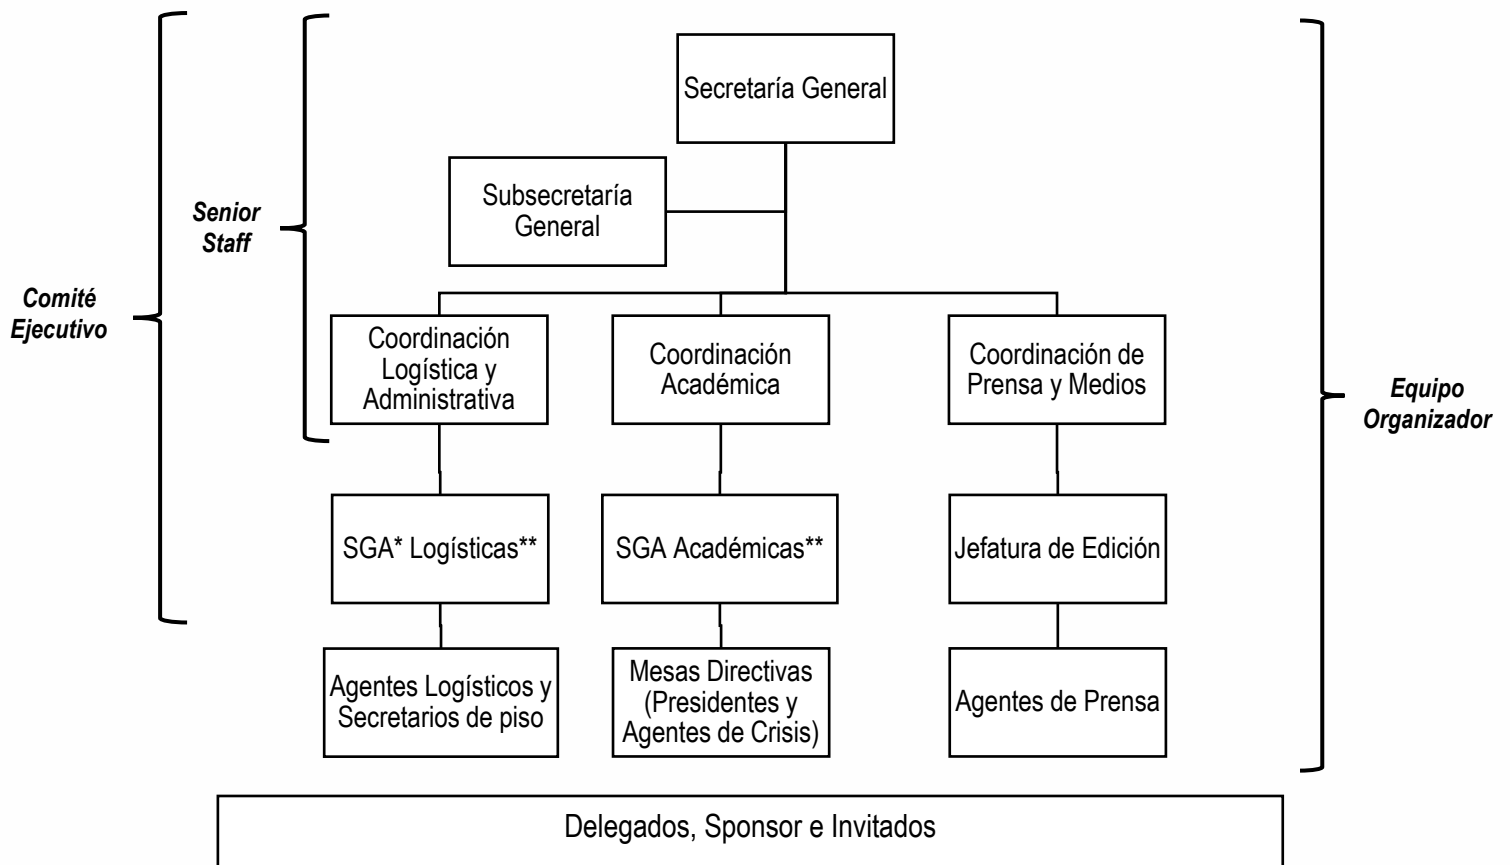 Secretaría General
Subsecretaría
General
Senior
Staff
Comité
Ejecutivo
Coordinación
Logística y
Administrativa
Coordinación
Académica
Coordinación de
Prensa y Medios
Equipo
Organizador
SGA* Logísticas**
SGA Académicas**
Jefatura de Edición
Agentes Logísticos y
Secretarios de piso
Mesas Directivas
(Presidentes y
Agentes de Crisis)
Agentes de Prensa
Delegados, Sponsor e Invitados